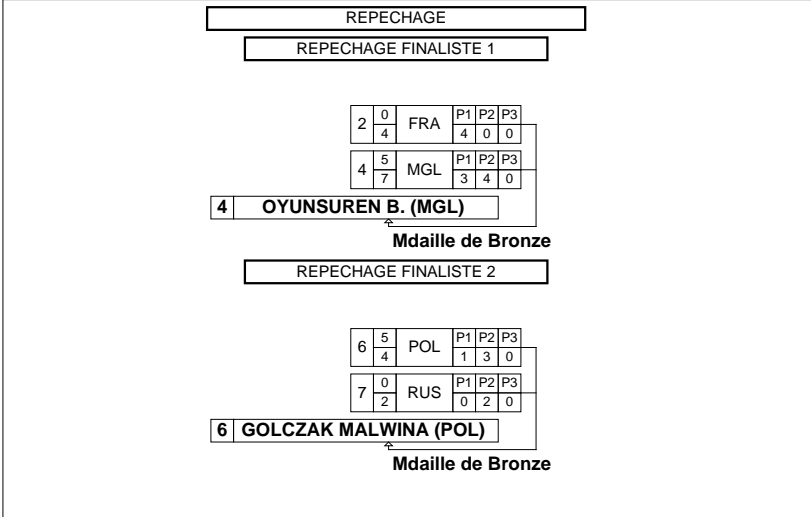 REPECHAGE
REPECHAGE FINALISTE 1
2 0 FRA P1 P2 P3
4 4 0 0
4 5 MGL P1 P2 P3
7 3 4 0
4 OYUNSUREN B. (MGL)
Mdaille de Bronze
REPECHAGE FINALISTE 2
6 5 POL P1 P2 P3
4 1 3 0
7 0 RUS P1 P2 P3
2 0 2 0
6 GOLCZAK MALWINA (POL)
Mdaille de Bronze